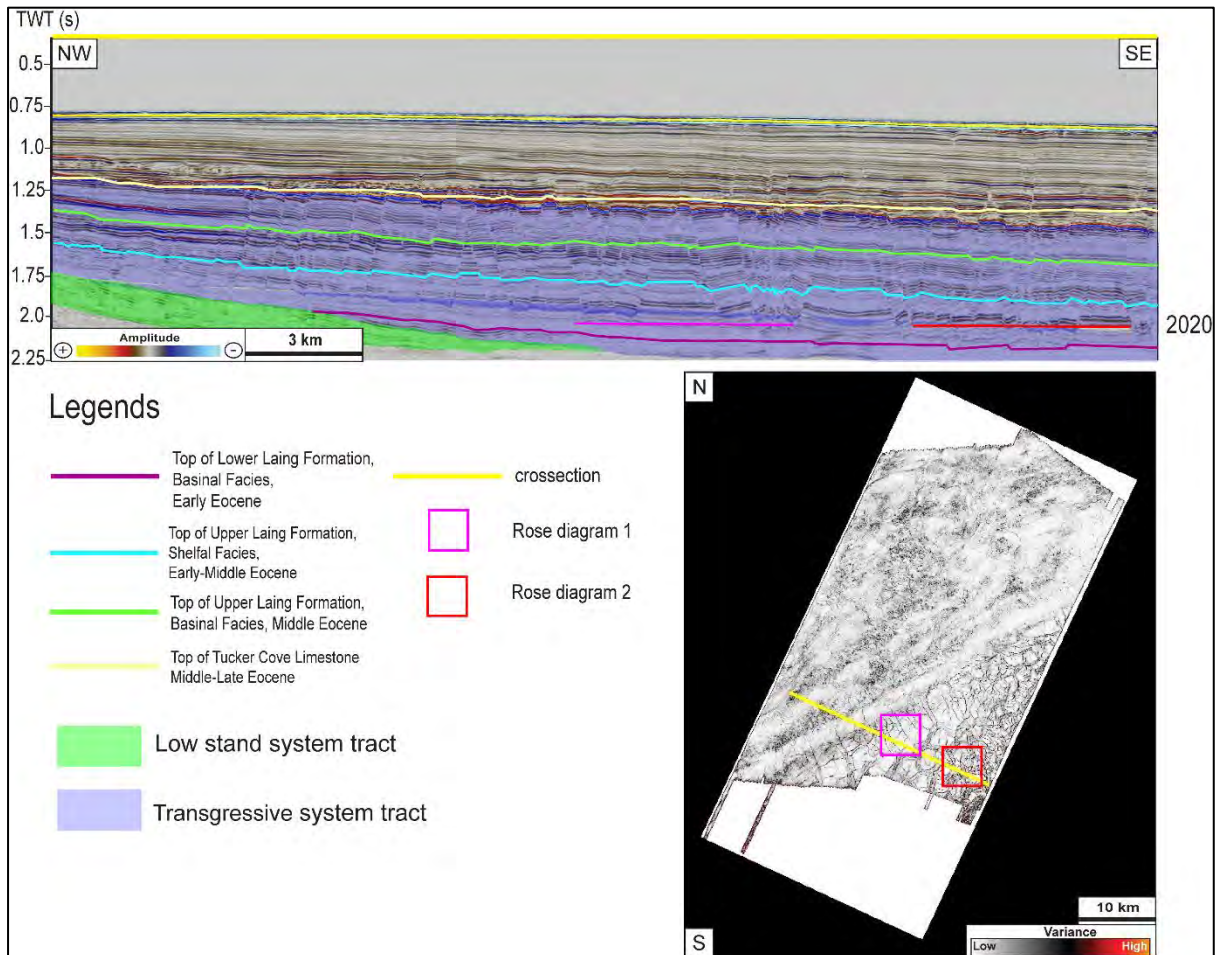 TWT (s)
NW
SE
0.5
0.75
1.0
1.25
1.5
1.75
2.0
2.25
Amplitude
+
-
3 km
2020
Legends
Top of Lower Laing Formation,
Basinal Facies,
Early Eocene
Top of Upper Laing Formation,
Shelfal Facies,
Early-Middle Eocene
Top of Upper Laing Formation,
Basinal Facies, Middle Eocene
Top of Tucker Cove Limestone
Middle-Late Eocene
Low stand system tract
Transgressive system tract
crossection
Rose diagram 1
Rose diagram 2
N
S
10 km
Variance
Low
High